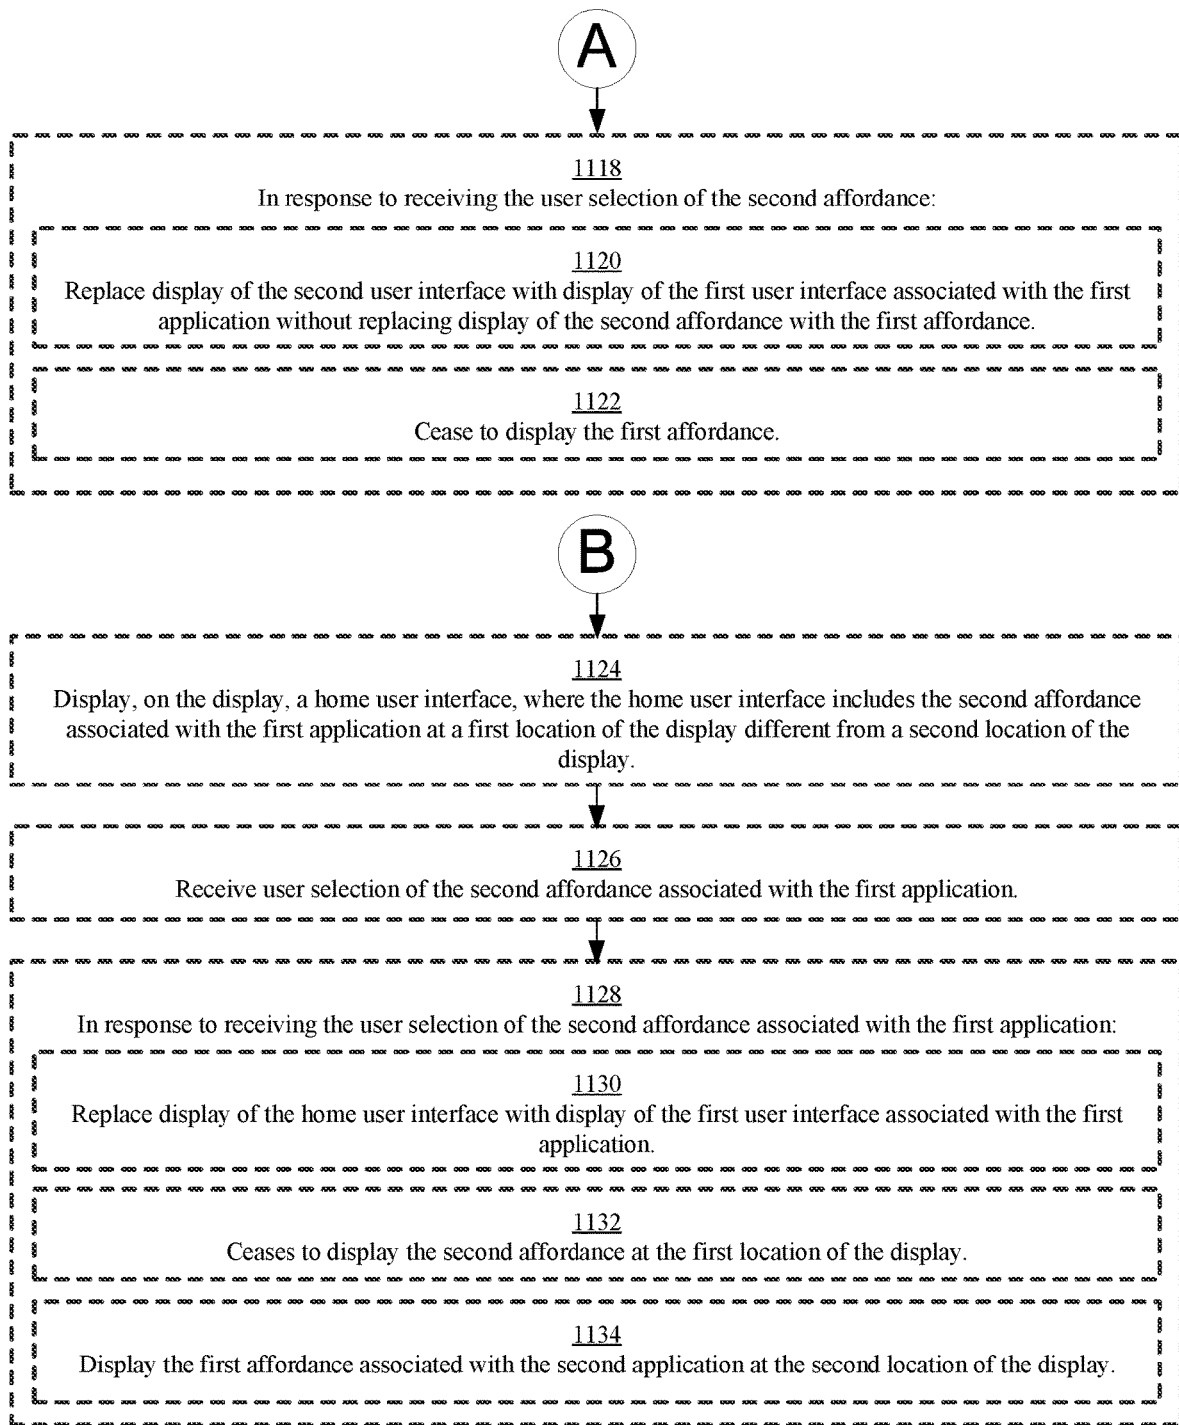 A
1118
In response to receiving the user selection of the second affordance:
1120
Replace display of the second user interface with display of the first user interface associated with the first
application without replacing display of the second affordance with the first affordance.
1122
Cease to display the first affordance.
B
1124
Display, on the display, a home user interface, where the home user interface includes the second affordance
associated with the first application at a first location of the display different from a second location of the
display.
1126
Receive user selection of the second affordance associated with the first application.
1128
In response to receiving the user selection of the second affordance associated with the first application:
1130
Replace display of the home user interface with display of the first user interface associated with the first
application.
1132
Ceases to display the second affordance at the first location of the display.
1134
Display the first affordance associated with the second application at the second location of the display.